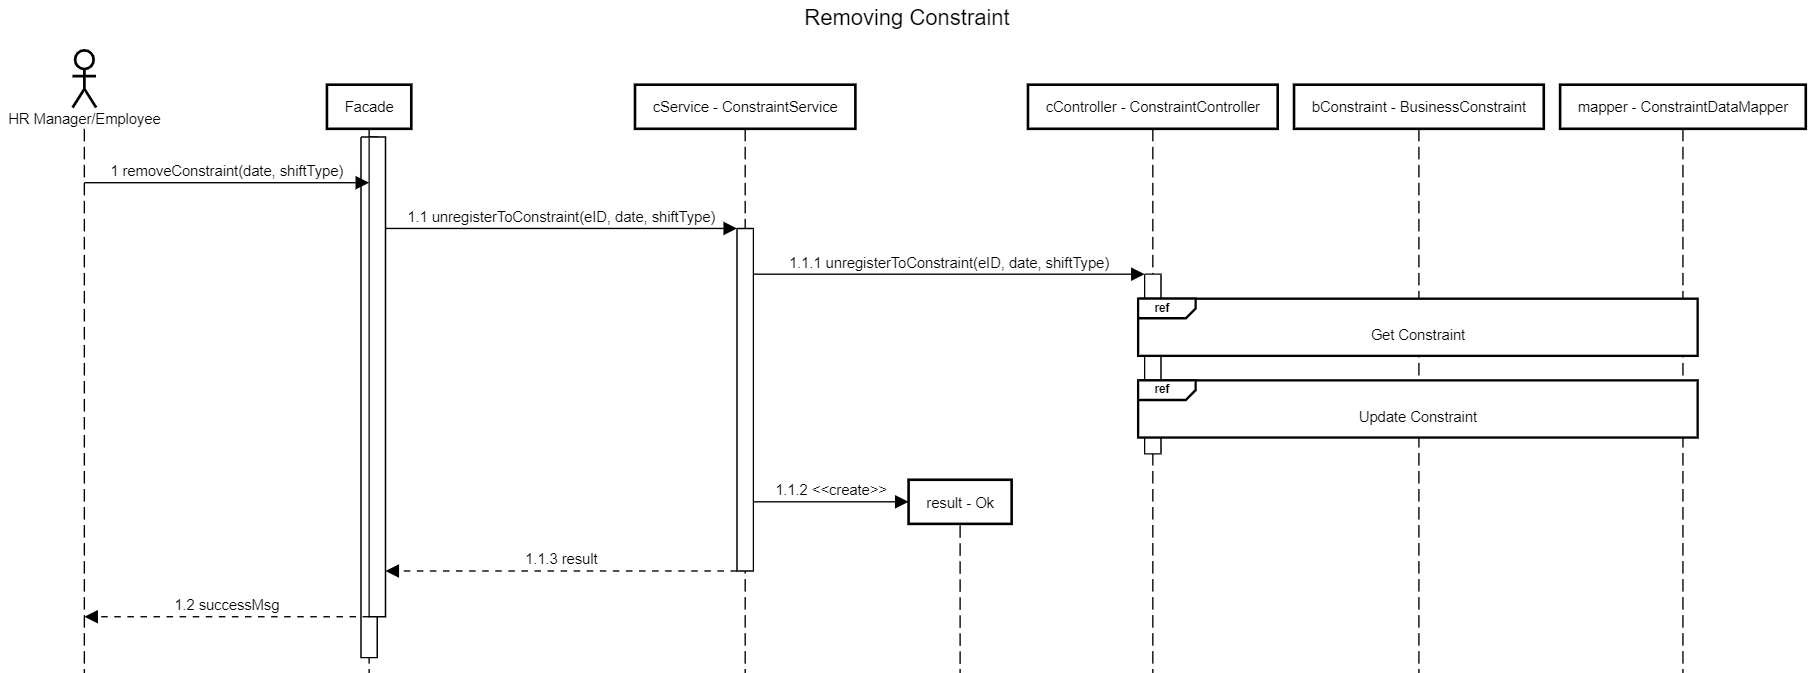 Removing Constraint
HR Manager/Employee
Facade
cService - ConstraintService
cController - ConstraintController
bConstraint - BusinessConstraint
mapper - ConstraintDataMapper
1 removeConstraint(date, shiftType)
1.1 unregisterToConstraint(eID, date, shiftType)
1.1.1 unregisterToConstraint(eID, date, shiftType)
ref
Get Constraint
ref
Update Constraint
1.1.2 <<create>>
result - Ok
1.1.3 result
1.2 successMsg